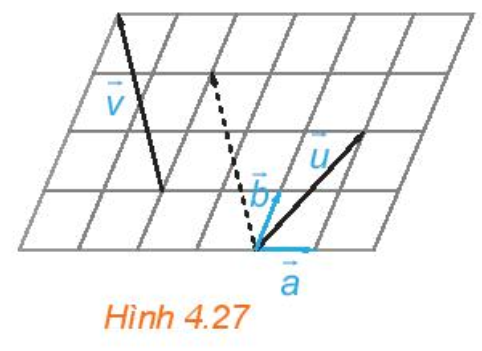 v⃗
u⃗
b⃗
a⃗
Hình 4.27